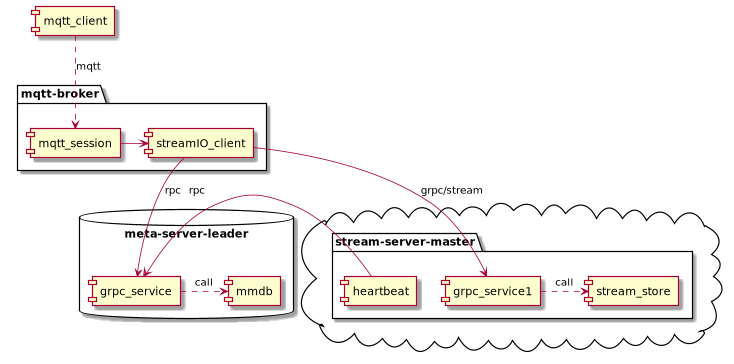 mqtt_client
mqtt
mqtt-broker
mqtt_session
streamIO_client
rpc
rpc
grpc/stream
meta-server-leader
stream-server-master
grpc_service
call
mmdb
heartbeat
grpc_service1
call
stream_store